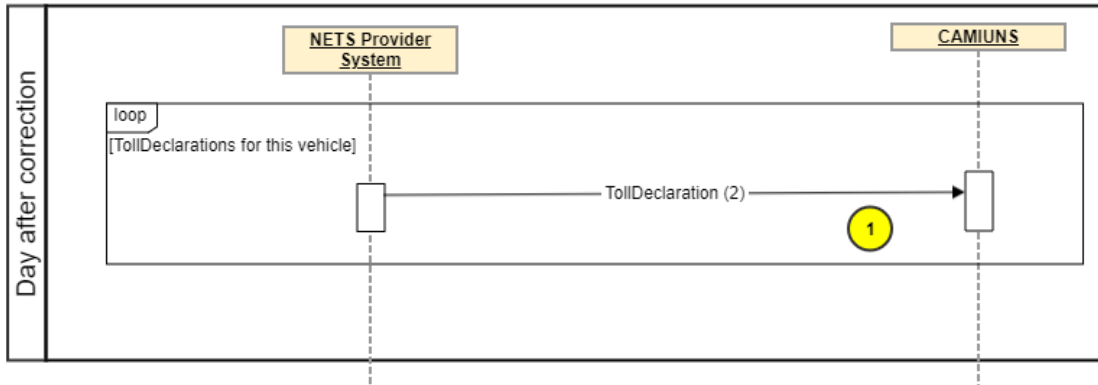 Day after correction
NETS Provider
System
CAMIUNS
loop
[TollDeclarations for this vehicle]
TollDeclaration (2)
1